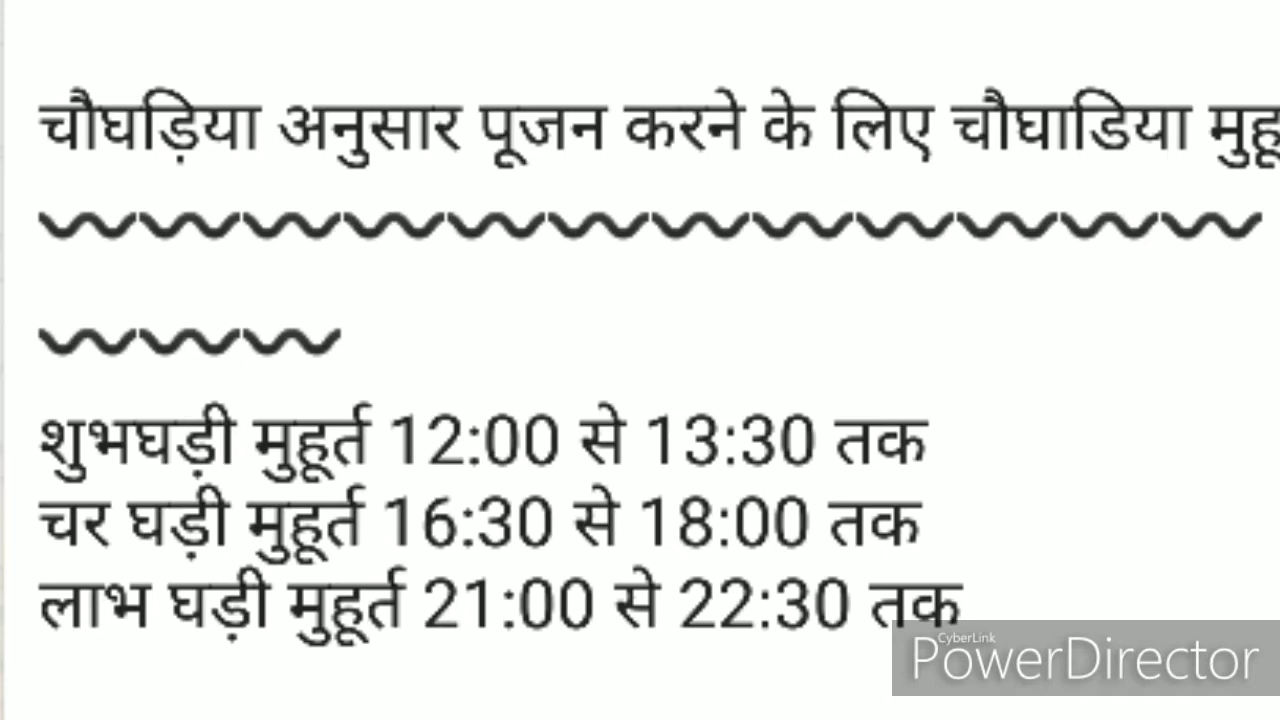 चौघड़िया अनुसार पूजन करने के लिए चौघाडिया
शुभघड़ी मुहूर्त 12:00 से 13:30 तक
चर घड़ी मुहूर्त 16:30 से 18:00 तक
लाभ घड़ी मुहूर्त 21:00 से 22:30 तक
CyberLink
PowerDirector